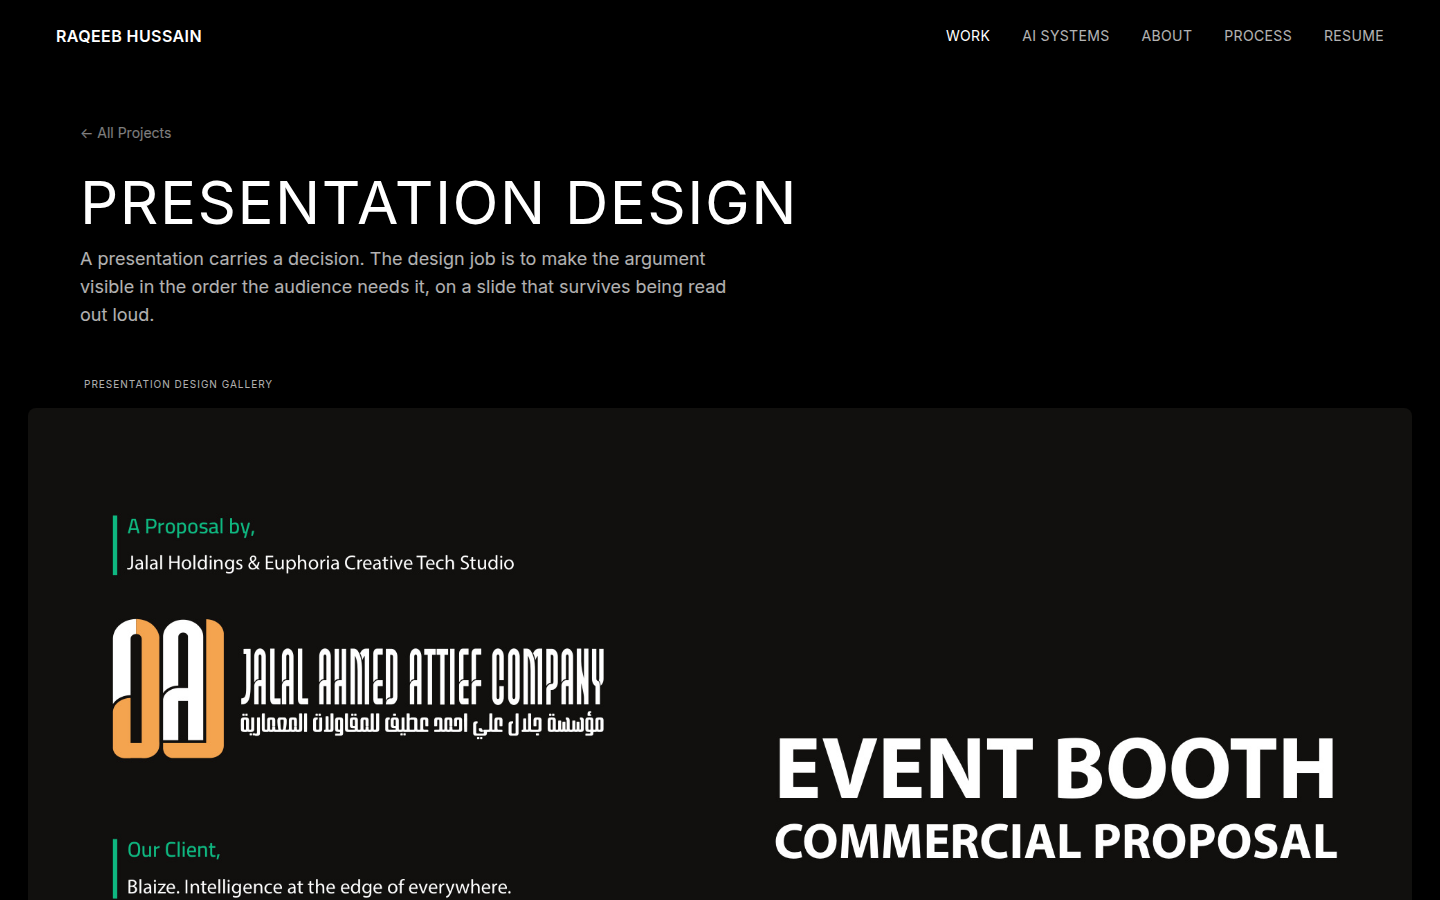 RAQEEB HUSSAIN
WORK AI SYSTEMS ABOUT PROCESS RESUME
← All Projects
PRESENTATION DESIGN
A presentation carries a decision. The design job is to make the argument
visible in the order the audience needs it, on a slide that survives being read
out loud.
PRESENTATION DESIGN GALLERY
A Proposal by,
Jalal Holdings & Euphoria Creative Tech Studio
JALAL AHMED ATTIEF COMPANY
مؤسسة جلال علي احمد عطيف للمقاولات المعمارية
EVENT BOOTH
COMMERCIAL PROPOSAL
Our Client,
Blaize. Intelligence at the edge of everywhere.